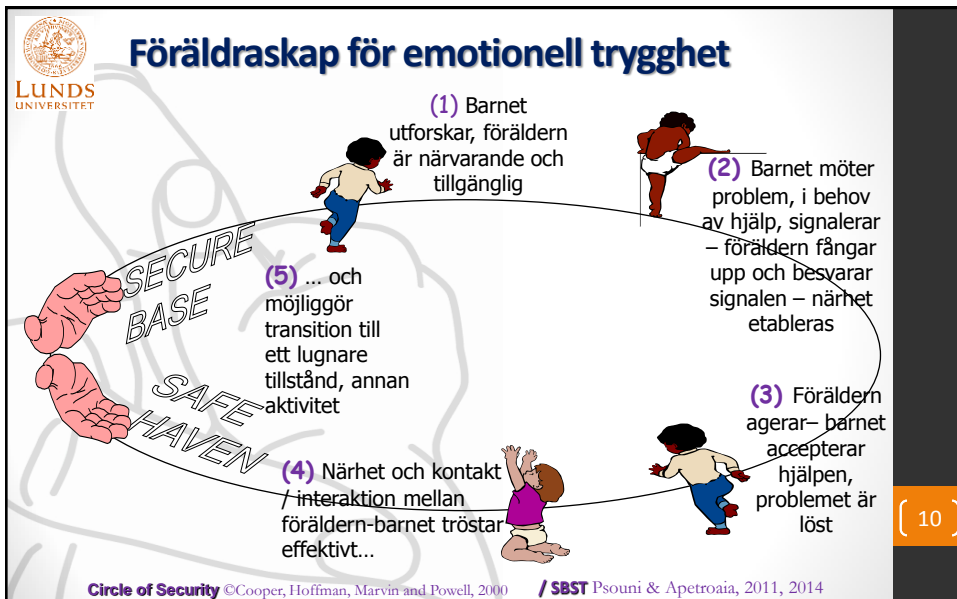 Föräldraskap för emotionell trygghet
LUNDS
UNIVERSITET
(1) Barnet
utforskar, föräldern
är närvarande och
tillgänglig
(2) Barnet möter
problem, i behov
av hjälp, signalerar
– föräldern fångar
upp och besvarar
signalen – närhet
etableras
SECURE
BASE
(5) ... och
möjliggör
transition till
ett lugnare
tillstånd, annan
aktivitet
SAFE
HAVEN
(3) Föräldern
agerar– barnet
accepterar
hjälpen,
problemet är
löst
(4) Närhet och kontakt
/ interaktion mellan
föräldern-barnet tröstar
effektivt...
10
Circle of Security ©Cooper, Hoffman, Marvin and Powell, 2000 / SBST Psouni & Apetroaia, 2011, 2014